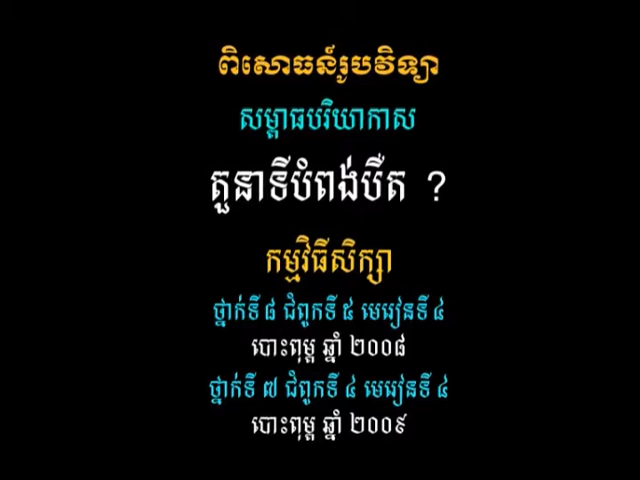 ពិសោធន៍រូបវិទ្យា
សម្ពាធបរិយាកាស
តួនាទីបំពង់បឺត ?
កម្មវិធីសិក្សា
ថ្នាក់ទី ៨ ជំពូកទី ៥ មេរៀនទី ៤
បោះពុម្ព ឆ្នាំ ២០០៨
ថ្នាក់ទី ៧ ជំពូកទី ៤ មេរៀនទី ៤
បោះពុម្ព ឆ្នាំ ២០០៩